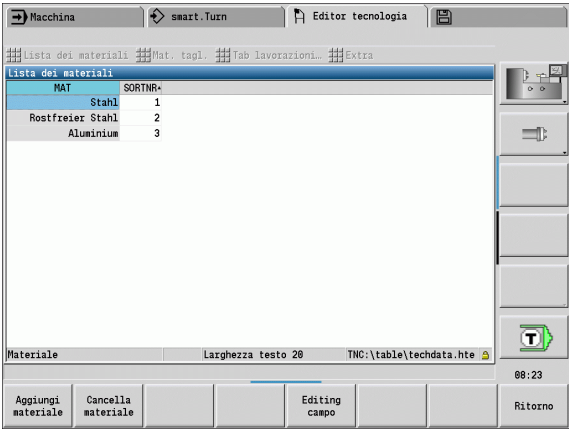 Macchina smart.Turn Editor tecnologia
Lista dei materiali Mat. tagl. Tab lavorazioni… Extra
Lista dei materiali
MAT SORTNR
Stahl 1
Rostfreier Stahl 2
Aluminium 3
Materiale Larghezza testo 20 TNC:\table\techdata.hte
T
08:23
Aggiungi materiale Cancella materiale Editing campo Ritorno